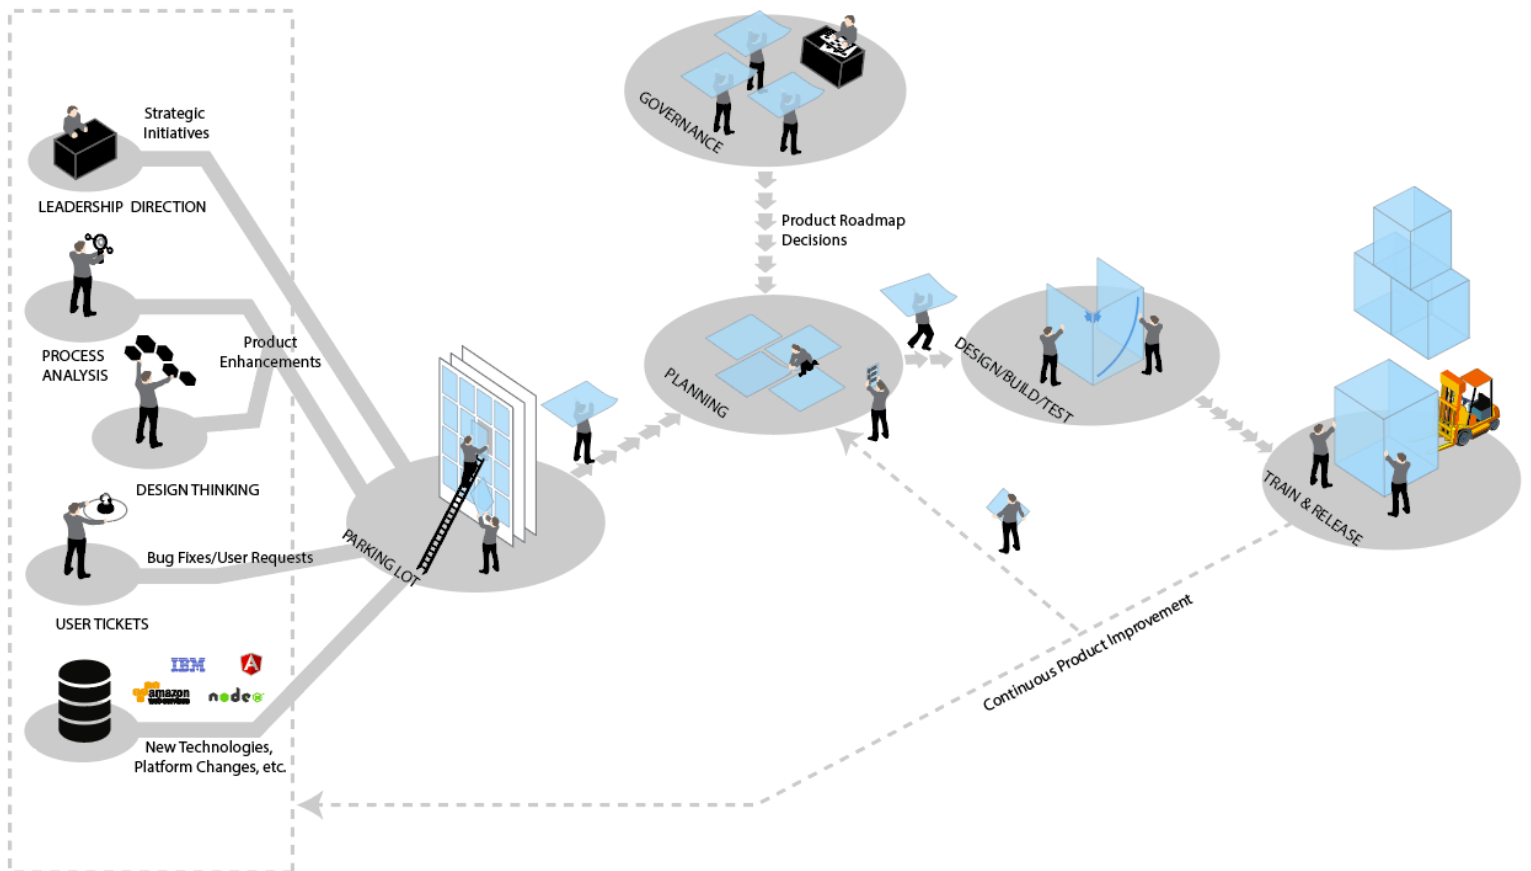 Strategic
Initiatives
LEADERSHIP DIRECTION
PROCESS
ANALYSIS
Product
Enhancements
DESIGN THINKING
Bug Fixes/User Requests
USER TICKETS
IBM
A
amazon
web services
node
New Technologies,
Platform Changes, etc.
PARKING LOT
GOVERNANCE
Product Roadmap
Decisions
PLANNING
DESIGN/BUILD/TEST
TRAIN & RELEASE
Continuous Product Improvement